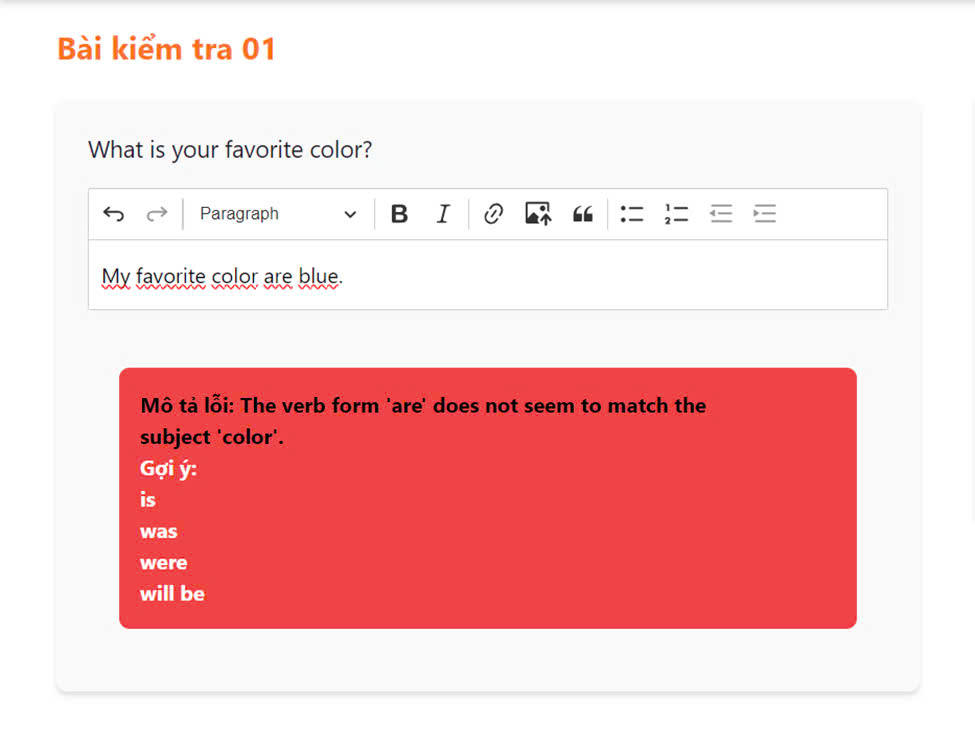 Bài kiểm tra 01
What is your favorite color?
Paragraph
My favorite color are blue.
Mô tả lỗi: The verb form 'are' does not seem to match the
subject 'color'.
Gợi ý:
is
was
were
will be